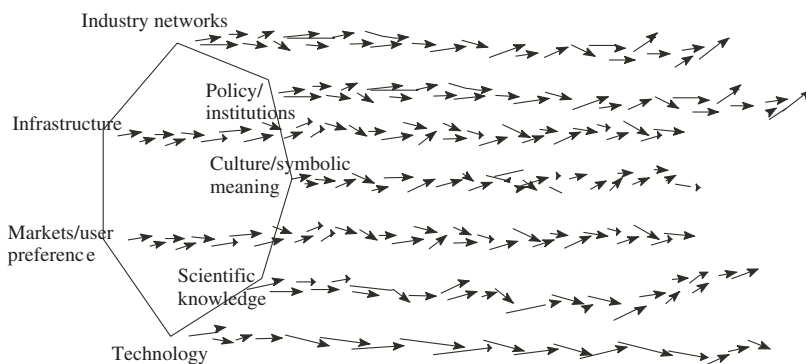 Industry networks
Policy/
institutions
Infrastructure
Culture/symbolic
meaning
Markets/user
preference
Scientific
knowledge
Technology